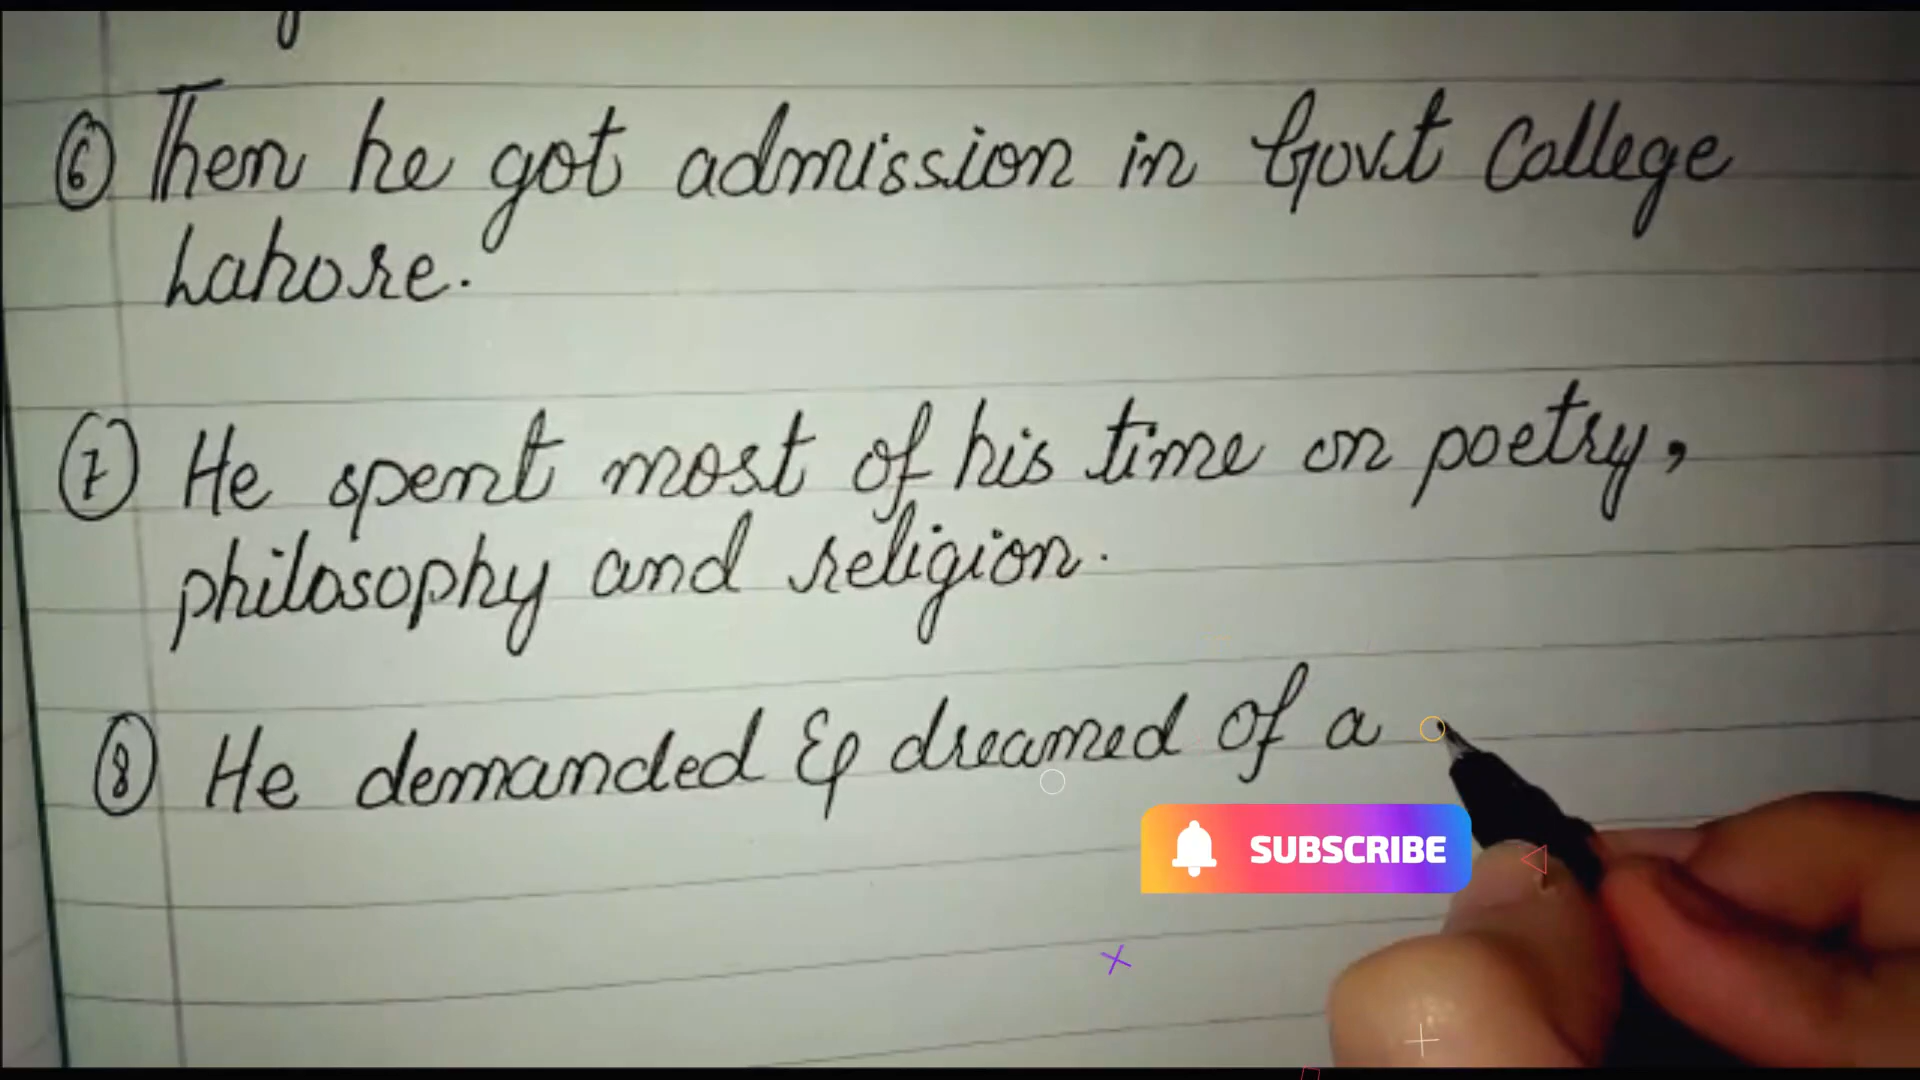 ⑥ Then he got admission in Govt College
Lahore.
⑦ He spent most of his time on poetry,
philosophy and religion.
⑧ He demanded & dreamed of a
SUBSCRIBE